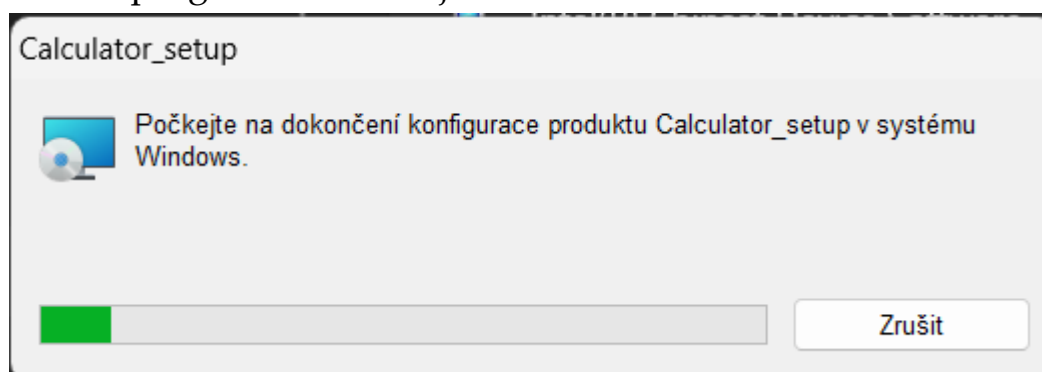 Calculator_setup
Počkejte na dokončení konfigurace produktu Calculator_setup v systému
Windows.
Zrušit